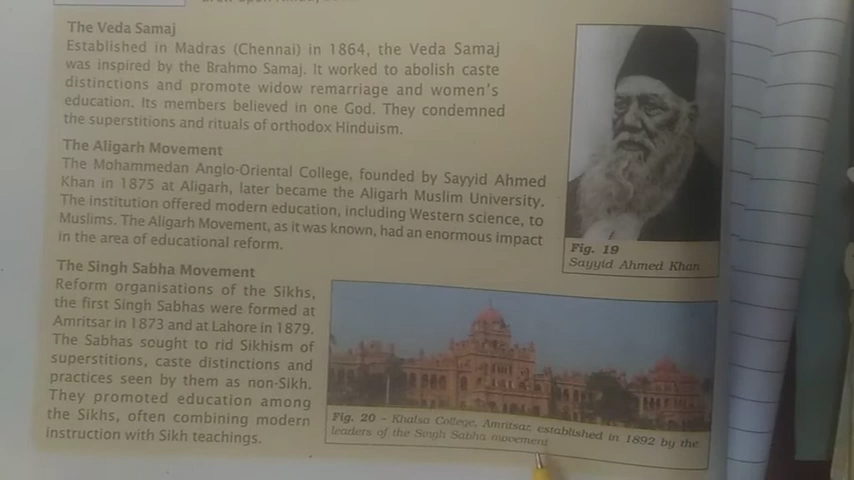 The Veda Samaj
Established in Madras (Chennai) in 1864, the Veda Samaj
was inspired by the Brahmo Samaj. It worked to abolish caste
distinctions and promote widow remarriage and women's
education. Its members believed in one God. They condemned
the superstitions and rituals of orthodox Hinduism.
The Aligarh Movement
The Mohammedan Anglo-Oriental College, founded by Sayyid Ahmed
Khan in 1875 at Aligarh, later became the Aligarh Muslim University.
The institution offered modern education, including Western science, to
Muslims. The Aligarh Movement, as it was known, had an enormous impact
in the area of educational reform.
Fig. 19
Sayyid Ahmed Khan
The Singh Sabha Movement
Reform organisations of the Sikhs,
the first Singh Sabhas were formed at
Amritsar in 1873 and at Lahore in 1879.
The Sabhas sought to rid Sikhism of
superstitions, caste distinctions and
practices seen by them as non-Sikh.
They promoted education among
the Sikhs, often combining modern
instruction with Sikh teachings.
Fig. 20 – Khalsa College, Amritsar, established in 1892 by the
leaders of the Singh Sabha movement